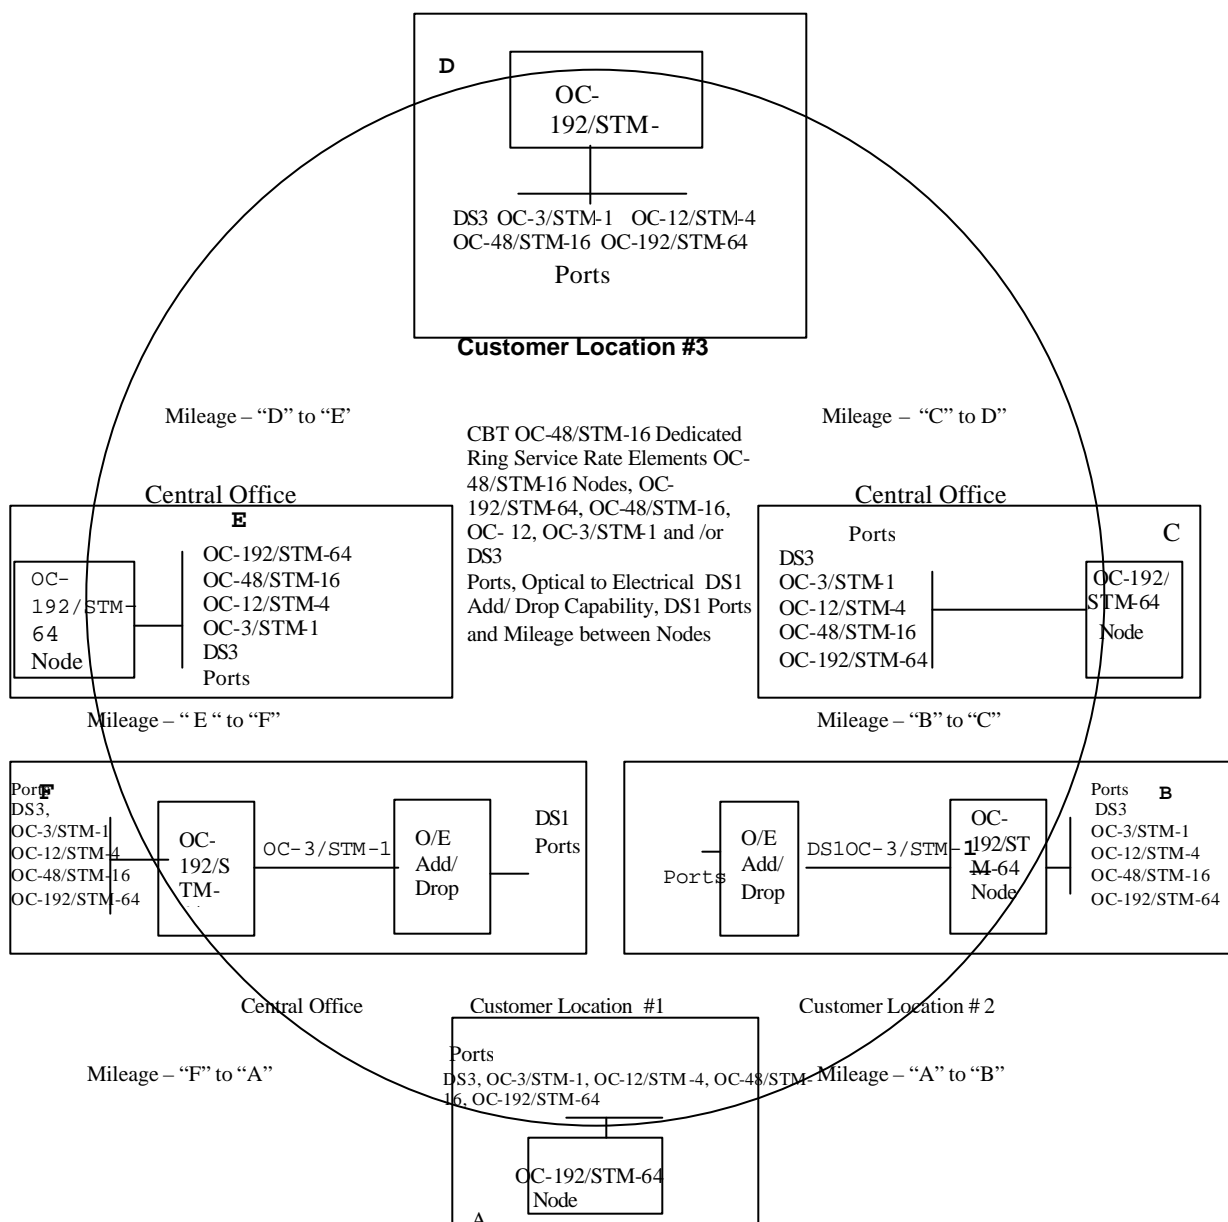 D
OC-
192/STM-
DS3 OC-3/STM-1 OC-12/STM-4
OC-48/STM-16 OC-192/STM-64
Ports
Customer Location #3
Mileage – “D” to “E’
Mileage – “C” to D”
CBT OC-48/STM-16 Dedicated
Ring Service Rate Elements OC-
48/STM-16 Nodes, OC-
192/STM-64, OC-48/STM-16,
OC- 12, OC-3/STM-1 and /or
DS3
Ports, Optical to Electrical DS1
Add/ Drop Capability, DS1 Ports
and Mileage between Nodes
Central Office
E
OC-
192/STM-
64
Node
OC-192/STM-64
OC-48/STM-16
OC-12/STM-4
OC-3/STM-1
DS3
Ports
Central Office
Ports
C
DS3
OC-3/STM-1
OC-12/STM-4
OC-48/STM-16
OC-192/STM-64
OC-192/
STM-64
Node
Mileage – “ E “ to “F”
Mileage – “B” to “C”
Ports
F
DS3,
OC-3/STM-1
OC-12/STM-4
OC-48/STM-16
OC-192/STM-64
OC-
192/S
TM-
OC-3/STM-1
O/E
Add/
Drop
DS1
Ports
Ports
O/E
Add/
Drop
DS1OC-3/STM-1
OC-
192/ST
M-64
Node
Ports
B
DS3
OC-3/STM-1
OC-12/STM-4
OC-48/STM-16
OC-192/STM-64
Central Office
Customer Location #1
Customer Location # 2
Mileage – “F” to “A”
Mileage – “A” to “B”
Ports
DS3, OC-3/STM-1, OC-12/STM-4, OC-48/STM-
16, OC-192/STM-64
OC-192/STM-64
Node
A